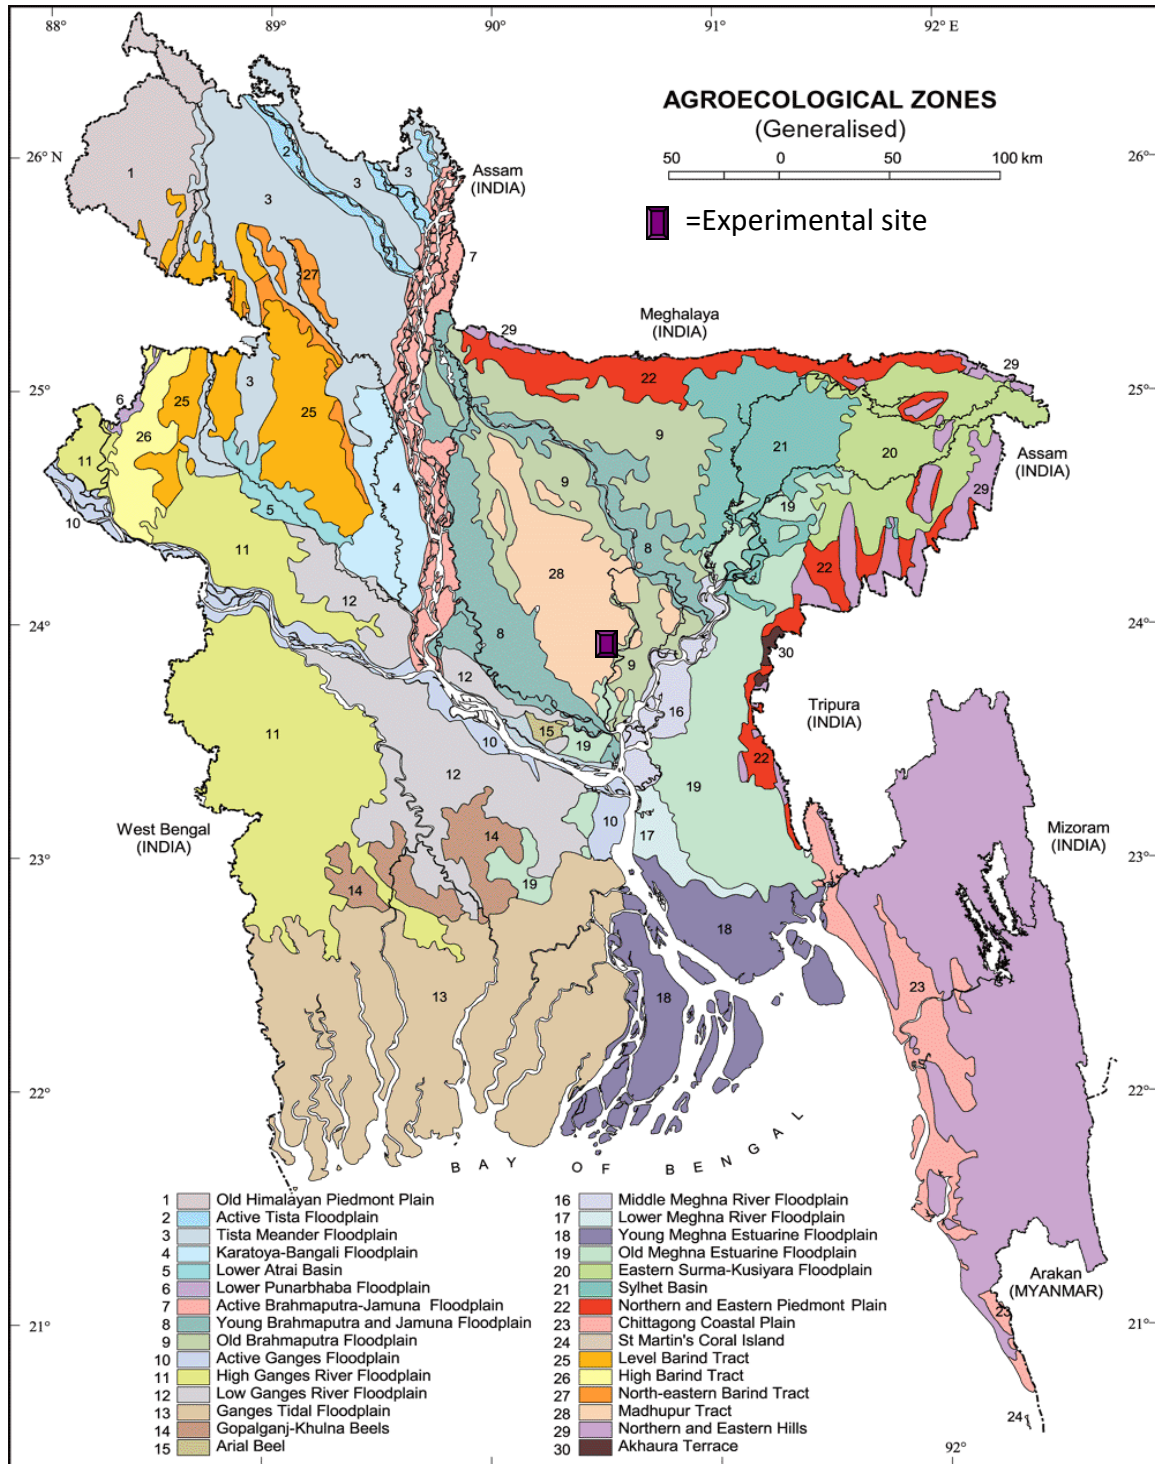 88°
89°
90°
91°
92° E
AGROECOLOGICAL ZONES
(Generalised)
50 0 50 100 km
=Experimental site
26° N
26°
Assam
(INDIA)
1
2
3
3
3
7
27
Meghalaya
(INDIA)
29
29
22
25°
25°
3
6
25
25
26
9
21
20
Assam
(INDIA)
11
4
9
29
10
5
19
11
8
28
22
12
24°
24°
8
9
30
12
16
Tripura
(INDIA)
11
15
10
19
22
12
19
West Bengal
(INDIA)
10
17
14
Mizoram
(INDIA)
23°
23°
14
19
18
13
18
23
22°
22°
BAY OF BENGAL
1 Old Himalayan Piedmont Plain
2 Active Tista Floodplain
3 Tista Meander Floodplain
4 Karatoya-Bangali Floodplain
5 Lower Atrai Basin
6 Lower Punarbhaba Floodplain
7 Active Brahmaputra-Jamuna Floodplain
8 Young Brahmaputra and Jamuna Floodplain
9 Old Brahmaputra Floodplain
10 Active Ganges Floodplain
11 High Ganges River Floodplain
12 Low Ganges River Floodplain
13 Ganges Tidal Floodplain
14 Gopalganj-Khulna Beels
15 Arial Beel
16 Middle Meghna River Floodplain
17 Lower Meghna River Floodplain
18 Young Meghna Estuarine Floodplain
19 Old Meghna Estuarine Floodplain
20 Eastern Surma-Kusiyara Floodplain
21 Sylhet Basin
22 Northern and Eastern Piedmont Plain
23 Chittagong Coastal Plain
24 St Martin's Coral Island
25 Level Barind Tract
26 High Barind Tract
27 North-eastern Barind Tract
28 Madhupur Tract
29 Northern and Eastern Hills
30 Akhaura Terrace
Arakan
(MYANMAR)
23
21°
21°
24
92°